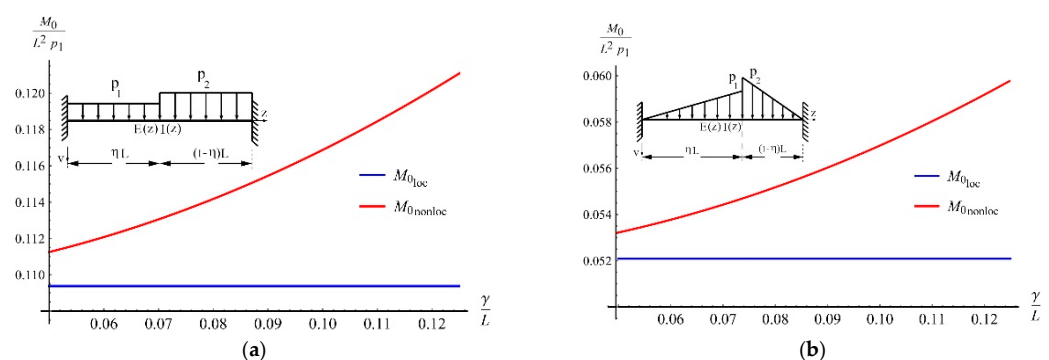 M₀
L² p₁
0.120
0.118
0.116
0.114
0.112
0.110
0.06 0.07 0.08 0.09 0.10 0.11 0.12
γ
L
p₁ p₂
E(z) I(z)
z
v
ηL (1-η)L
M₀loc
M₀nonloc
(a)
M₀
L² p₁
0.060
0.058
0.056
0.054
0.052
0.06 0.07 0.08 0.09 0.10 0.11 0.12
γ
L
p₁ p₂
E(z) I(z)
z
v
ηL (1-η)L
M₀loc
M₀nonloc
(b)